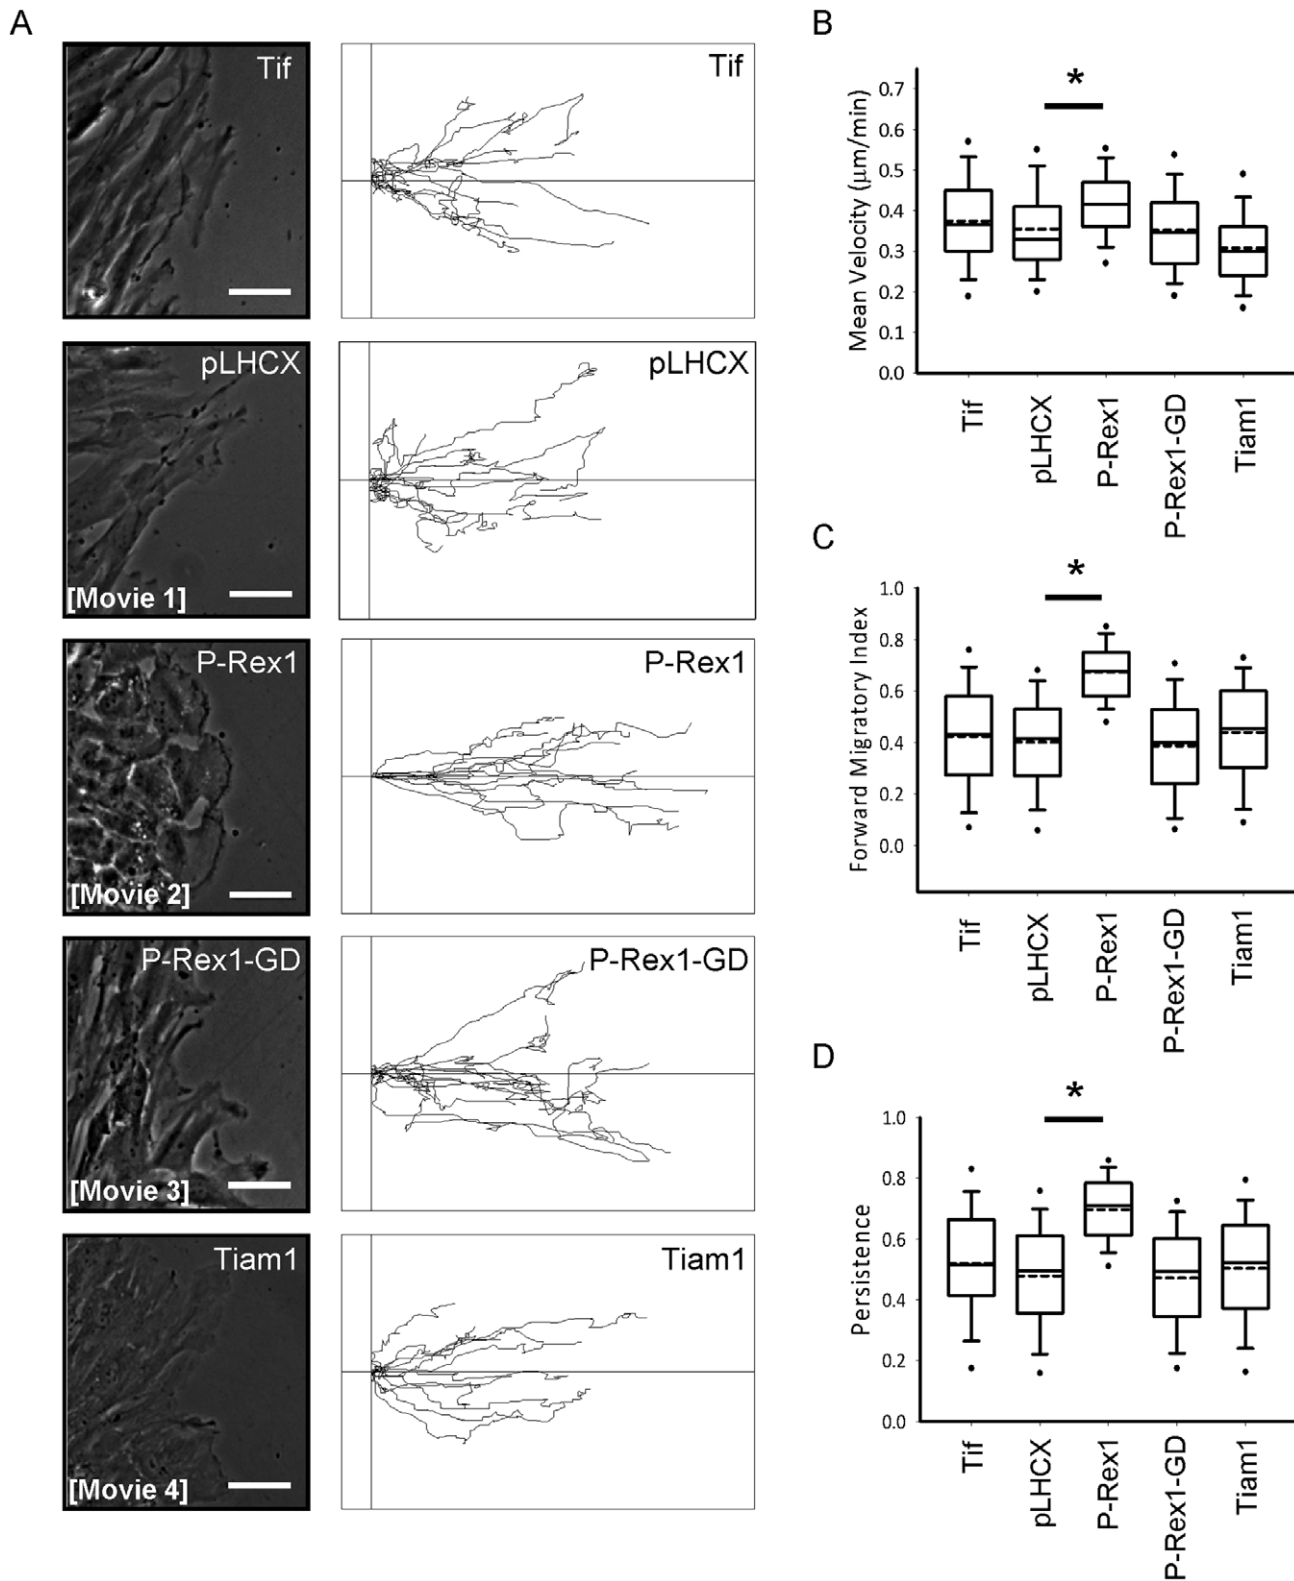 A
Tif
Tif
pLHCX
[Movie 1]
pLHCX
P-Rex1
[Movie 2]
P-Rex1
P-Rex1-GD
[Movie 3]
P-Rex1-GD
Tiam1
[Movie 4]
Tiam1
B
*
Mean Velocity (µm/min)
0.7
0.6
0.5
0.4
0.3
0.2
0.1
0.0
Tif
pLHCX
P-Rex1
P-Rex1-GD
Tiam1
C
*
Forward Migratory Index
1.0
0.8
0.6
0.4
0.2
0.0
Tif
pLHCX
P-Rex1
P-Rex1-GD
Tiam1
D
*
Persistence
1.0
0.8
0.6
0.4
0.2
0.0
Tif
pLHCX
P-Rex1
P-Rex1-GD
Tiam1